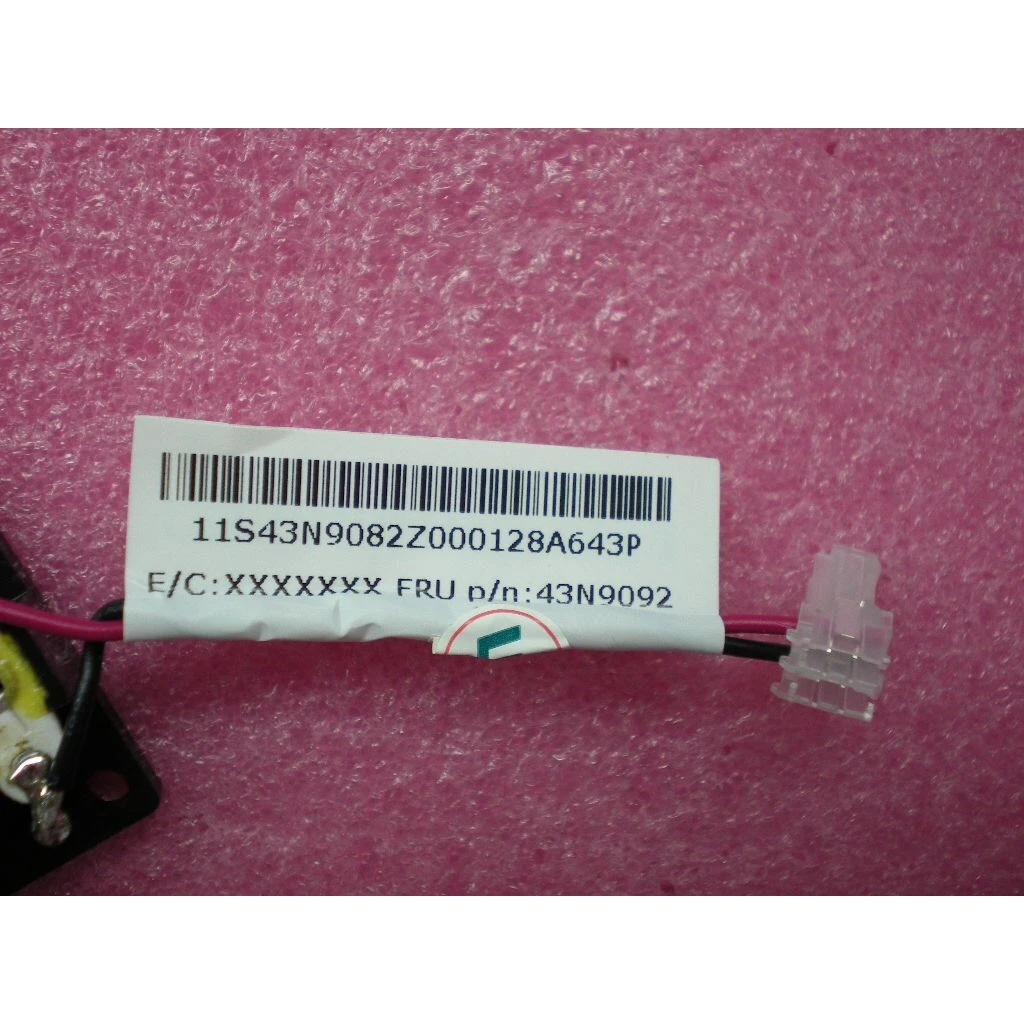 11S43N9082Z000128A643P
E/C:XXXXXXX FRU p/n:43N9092